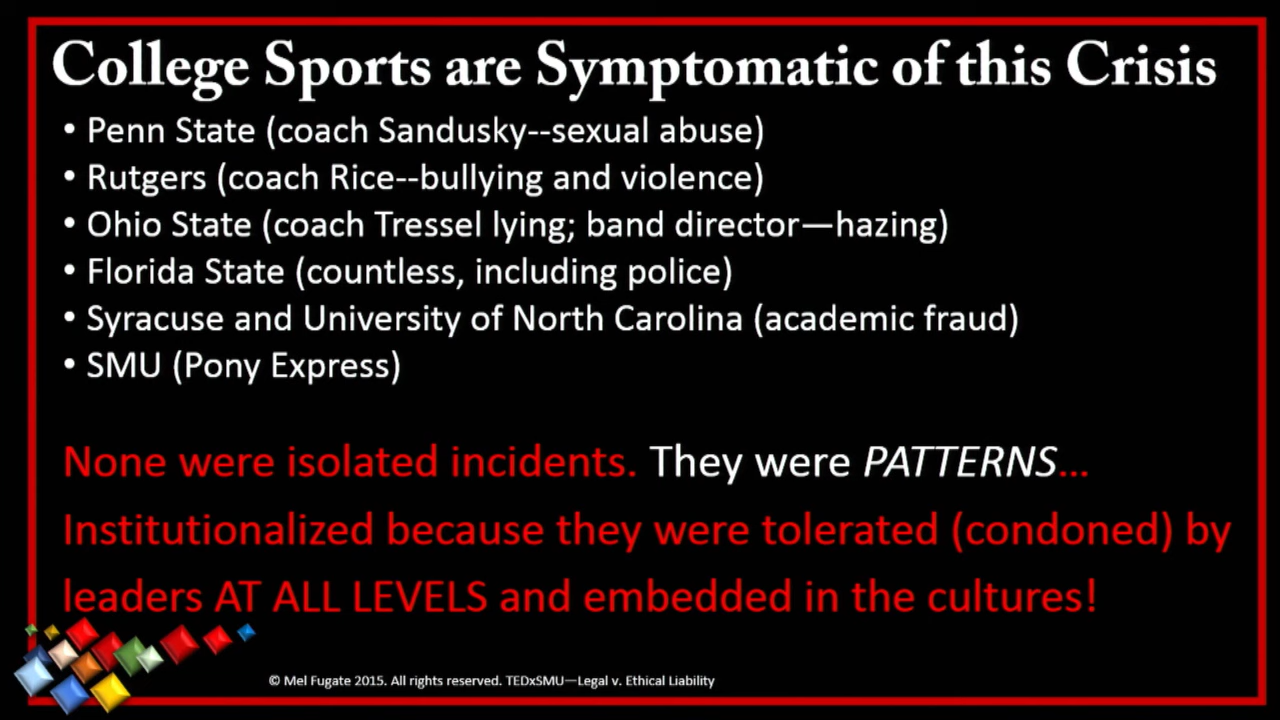 College Sports are Symptomatic of this Crisis
• Penn State (coach Sandusky--sexual abuse)
• Rutgers (coach Rice--bullying and violence)
• Ohio State (coach Tressel lying; band director—hazing)
• Florida State (countless, including police)
• Syracuse and University of North Carolina (academic fraud)
• SMU (Pony Express)
None were isolated incidents. They were PATTERNS…
Institutionalized because they were tolerated (condoned) by
leaders AT ALL LEVELS and embedded in the cultures!
© Mel Fugate 2015. All rights reserved. TEDxSMU—Legal v. Ethical Liability